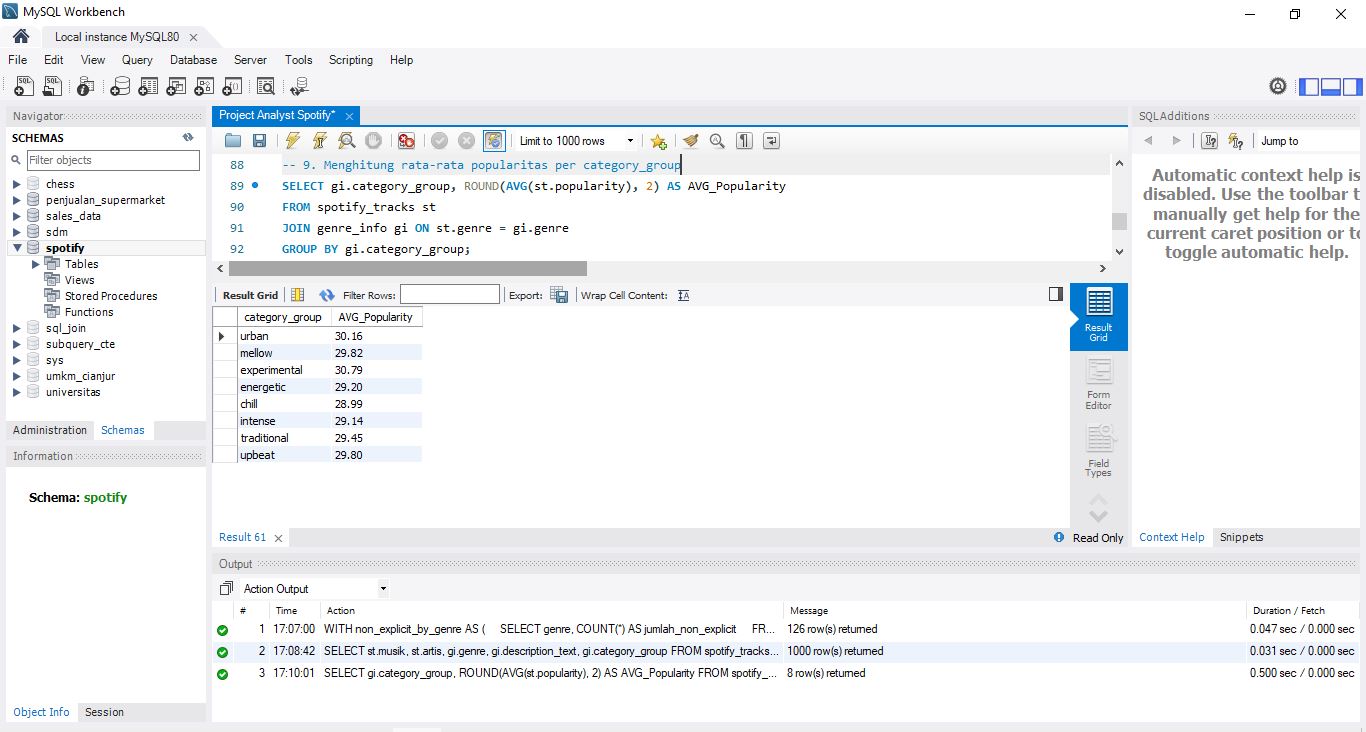 MySQL Workbench
Local instance MySQL80
File Edit View Query Database Server Tools Scripting Help
Navigator
SCHEMAS
Filter objects
chess
penjualan_supermarket
sales_data
sdm
spotify
Tables
Views
Stored Procedures
Functions
sql_join
subquery_cte
sys
umkm_cianjur
universitas
Administration Schemas
Information
Schema: spotify
Object Info Session
Project Analyst Spotify*
Limit to 1000 rows
88 -- 9. Menghitung rata-rata popularitas per category_group
89 SELECT gi.category_group, ROUND(AVG(st.popularity), 2) AS AVG_Popularity
90 FROM spotify_tracks st
91 JOIN genre_info gi ON st.genre = gi.genre
92 GROUP BY gi.category_group;
Result Grid Filter Rows: Export: Wrap Cell Content:
category_group AVG_Popularity
urban 30.16
mellow 29.82
experimental 30.79
energetic 29.20
chill 28.99
intense 29.14
traditional 29.45
upbeat 29.80
Result Grid
Form Editor
Field Types
Result 61
Read Only
Output
Action Output
# Time Action Message Duration / Fetch
1 17:07:00 WITH non_explicit_by_genre AS ( SELECT genre, COUNT(*) AS jumlah_non_explicit FR... 126 row(s) returned 0.047 sec / 0.000 sec
2 17:08:42 SELECT st.musik, st.artis, gi.genre, gi.description_text, gi.category_group FROM spotify_tracks... 1000 row(s) returned 0.031 sec / 0.000 sec
3 17:10:01 SELECT gi.category_group, ROUND(AVG(st.popularity), 2) AS AVG_Popularity FROM spotify_... 8 row(s) returned 0.500 sec / 0.000 sec
SQLAdditions
Jump to
Automatic context help is
disabled. Use the toolbar t
manually get help for the
current caret position or to
toggle automatic help.
Context Help Snippets